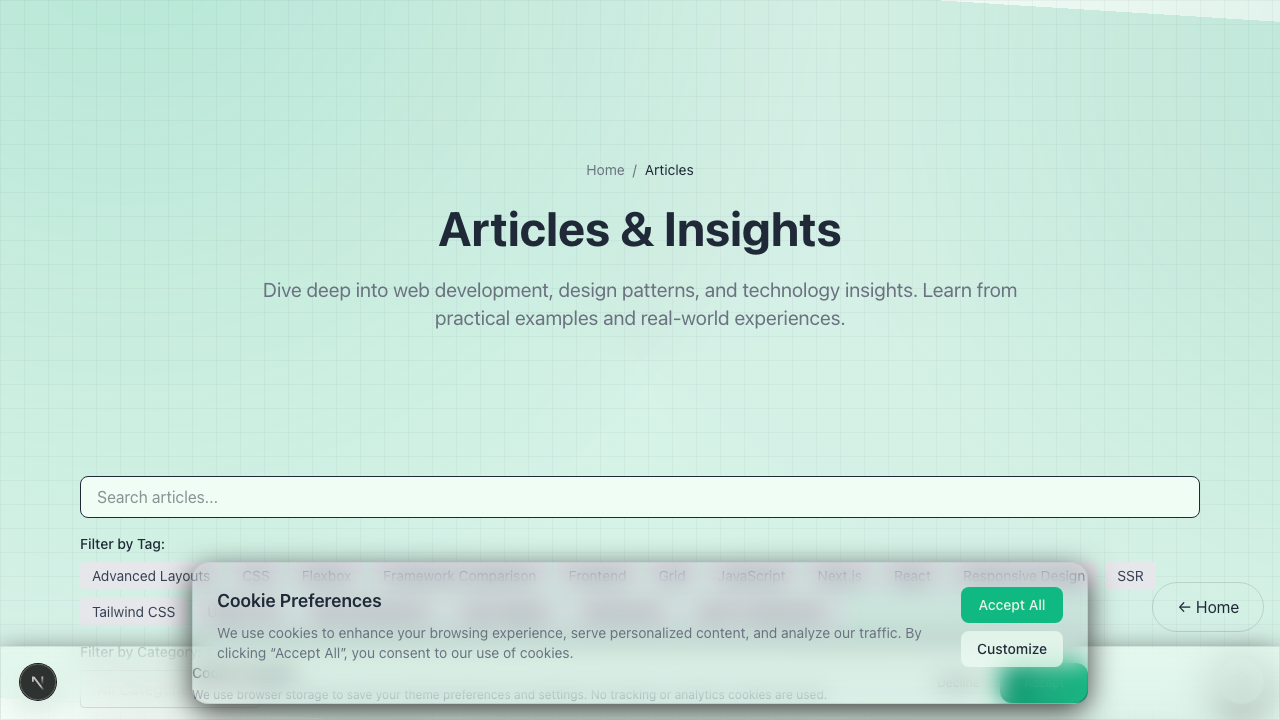 Home / Articles
Articles & Insights
Dive deep into web development, design patterns, and technology insights. Learn from
practical examples and real-world experiences.
Search articles...
Filter by Tag:
Advanced Layouts CSS Flexbox Framework Comparison Frontend Grid JavaScript Next.js React Responsive Design SSR
Tailwind CSS
← Home
Cookie Preferences
We use cookies to enhance your browsing experience, serve personalized content, and analyze our traffic. By
clicking “Accept All”, you consent to our use of cookies.
Accept All
Customize
Filter by Category
We use browser storage to save your theme preferences and settings. No tracking or analytics cookies are used.
Decline Accept